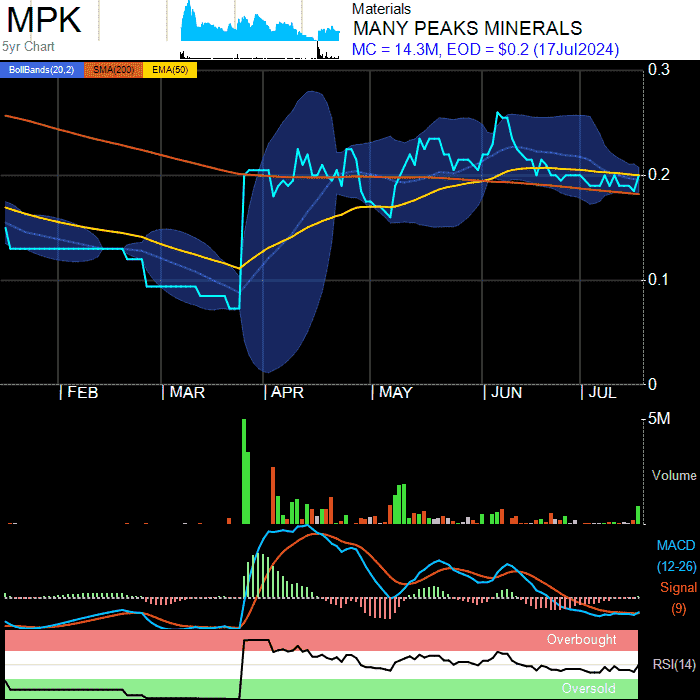 MPK
5yr Chart
Materials
MANY PEAKS MINERALS
MC = 14.3M, EOD = $0.2 (17Jul2024)
BollBands(20,2) SMA(200) EMA(50)
0.3
0.2
0.1
0
FEB MAR APR MAY JUN JUL
5M
Volume
MACD
(12-26)
Signal
(9)
Overbought
RSI(14)
Oversold